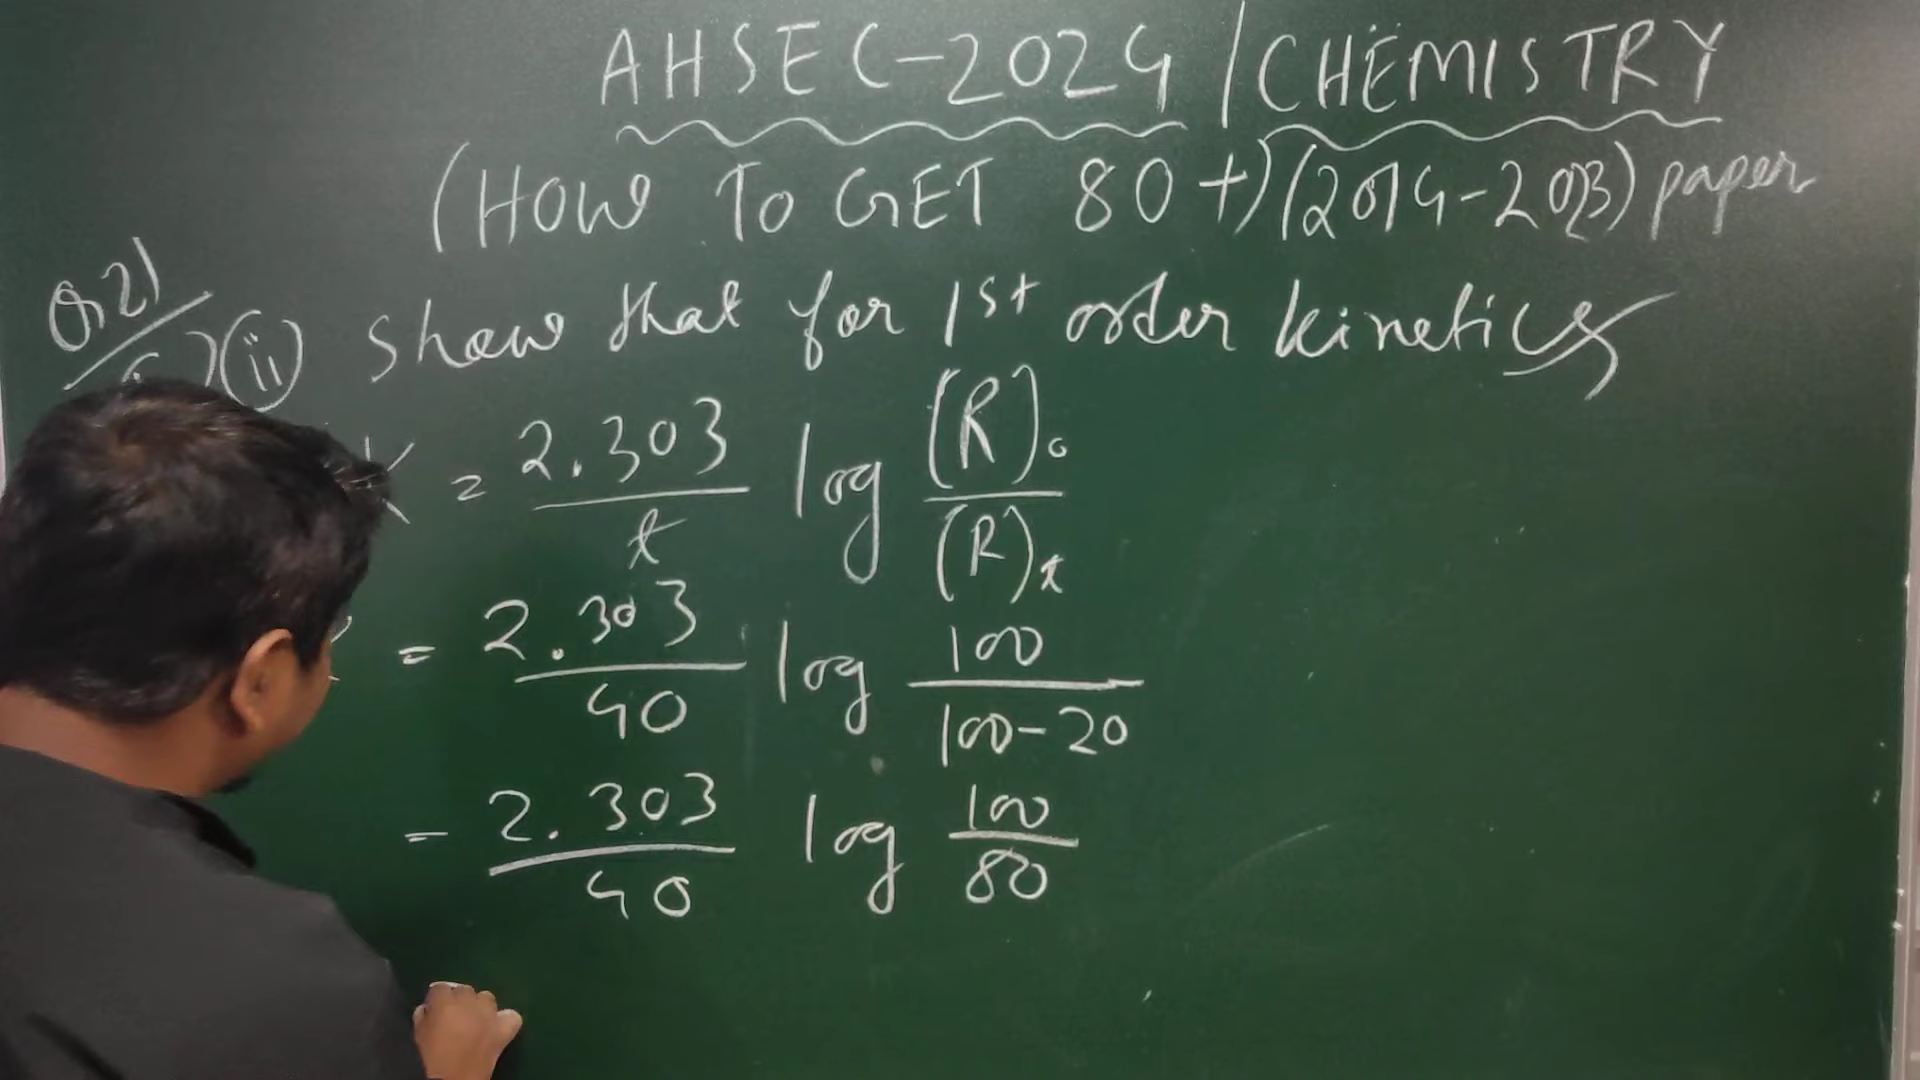 AHSEC-2024/CHEMISTRY
(HOW TO GET 80+)(2014-2023) paper
Q.21
(ii) Show that for 1st order kinetics
K = 2.303/t log (R)₀/(R)t
= 2.303/40 log 100/100-20
= 2.303/40 log 100/80